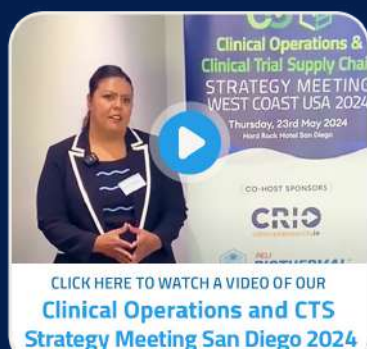 Clinical Operations &
Clinical Trial Supply Chain
STRATEGY MEETING
WEST COAST USA 2024
Thursday, 23rd May 2024
Hard Rock Hotel San Diego
CO-HOST SPONSORS
CRIO
CLICK HERE TO WATCH A VIDEO OF OUR
Clinical Operations and CTS
Strategy Meeting San Diego 2024